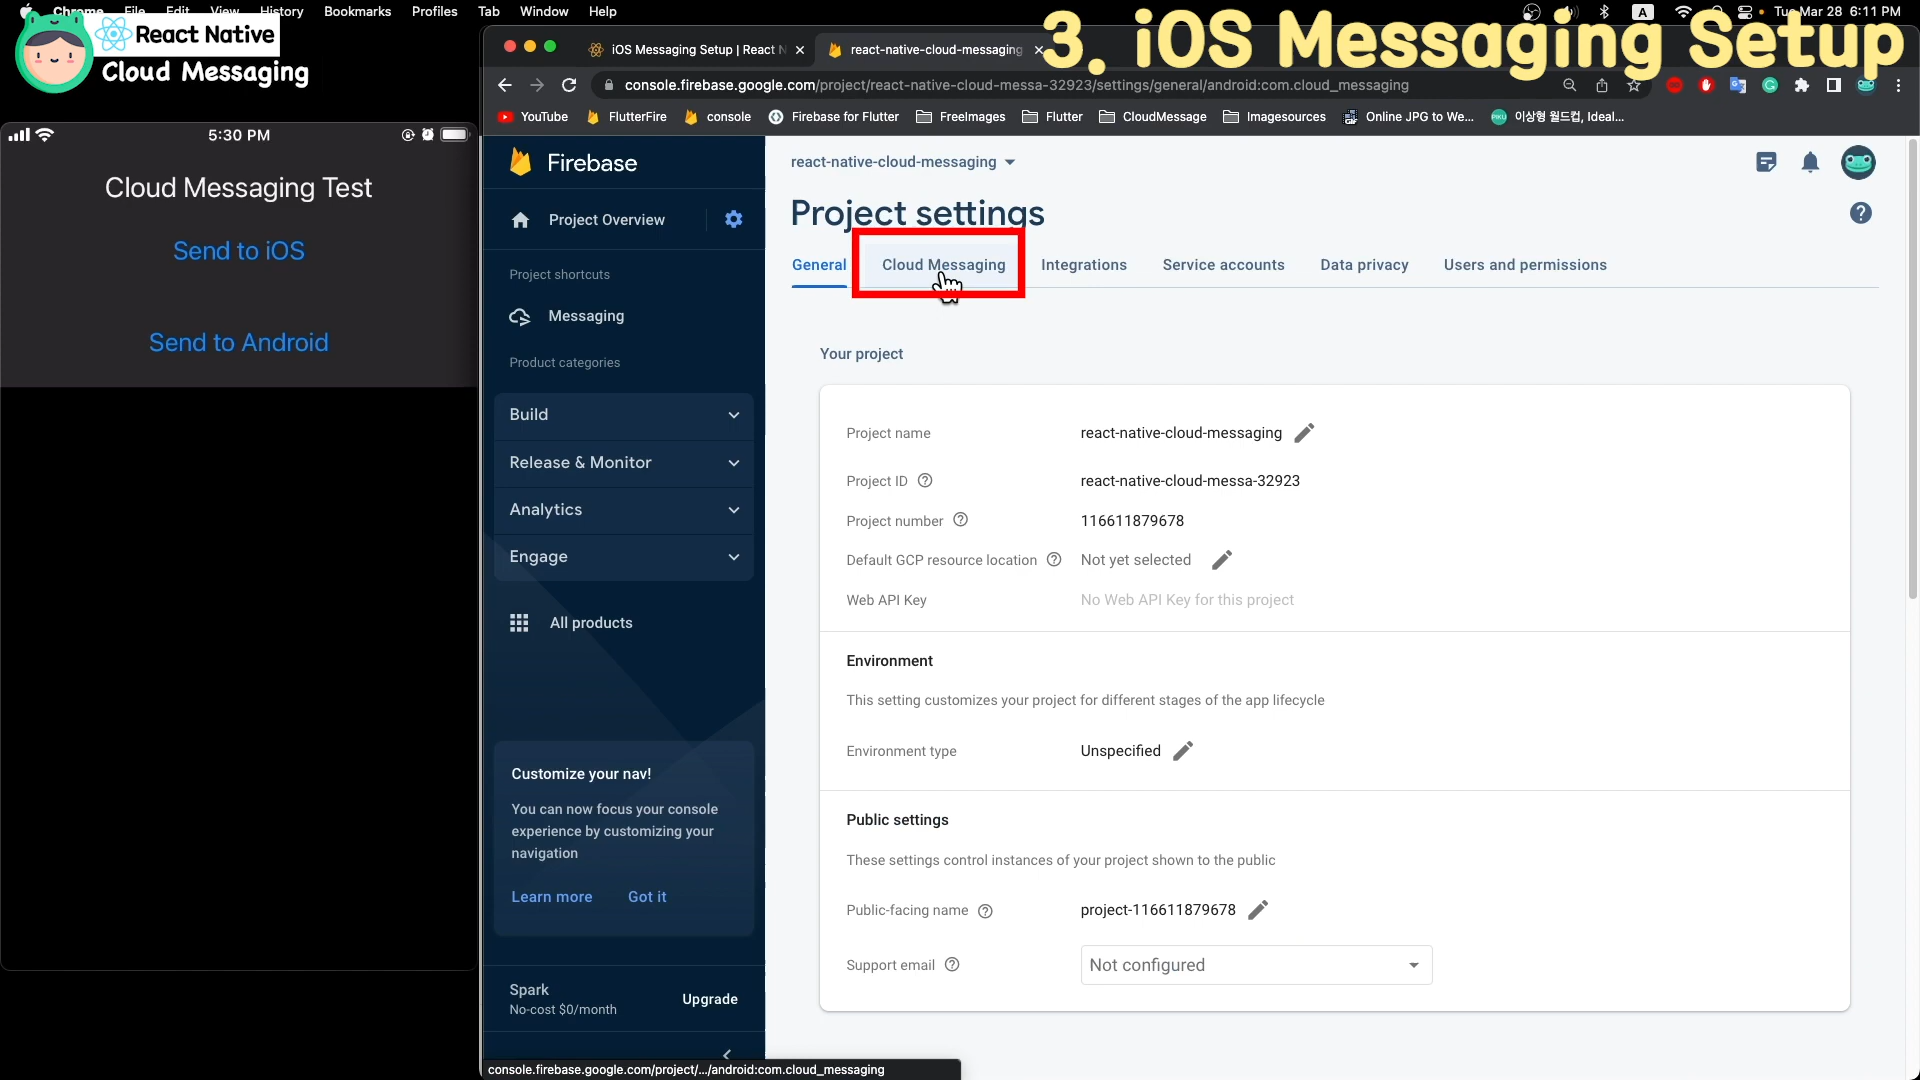 Chrome File Edit View History Bookmarks Profiles Tab Window Help
A Tue Mar 28 6:11 PM
React Native
Cloud Messaging
3. iOS Messaging Setup
5:30 PM
Cloud Messaging Test
Send to iOS
Send to Android
iOS Messaging Setup | React N
react-native-cloud-messaging
console.firebase.google.com/project/react-native-cloud-messa-32923/settings/general/android:com.cloud_messaging
YouTube FlutterFire console Firebase for Flutter FreeImages Flutter CloudMessage Imagesources Online JPG to We... 이상형 월드컵, Ideal...
Firebase
Project Overview
Project shortcuts
Messaging
Product categories
Build
Release & Monitor
Analytics
Engage
All products
Customize your nav!
You can now focus your console
experience by customizing your
navigation
Learn more Got it
Spark
No-cost $0/month
Upgrade
react-native-cloud-messaging
Project settings
General Cloud Messaging Integrations Service accounts Data privacy Users and permissions
Your project
Project name react-native-cloud-messaging
Project ID react-native-cloud-messa-32923
Project number 116611879678
Default GCP resource location Not yet selected
Web API Key No Web API Key for this project
Environment
This setting customizes your project for different stages of the app lifecycle
Environment type Unspecified
Public settings
These settings control instances of your project shown to the public
Public-facing name project-116611879678
Support email Not configured
console.firebase.google.com/project/.../android:com.cloud_messaging